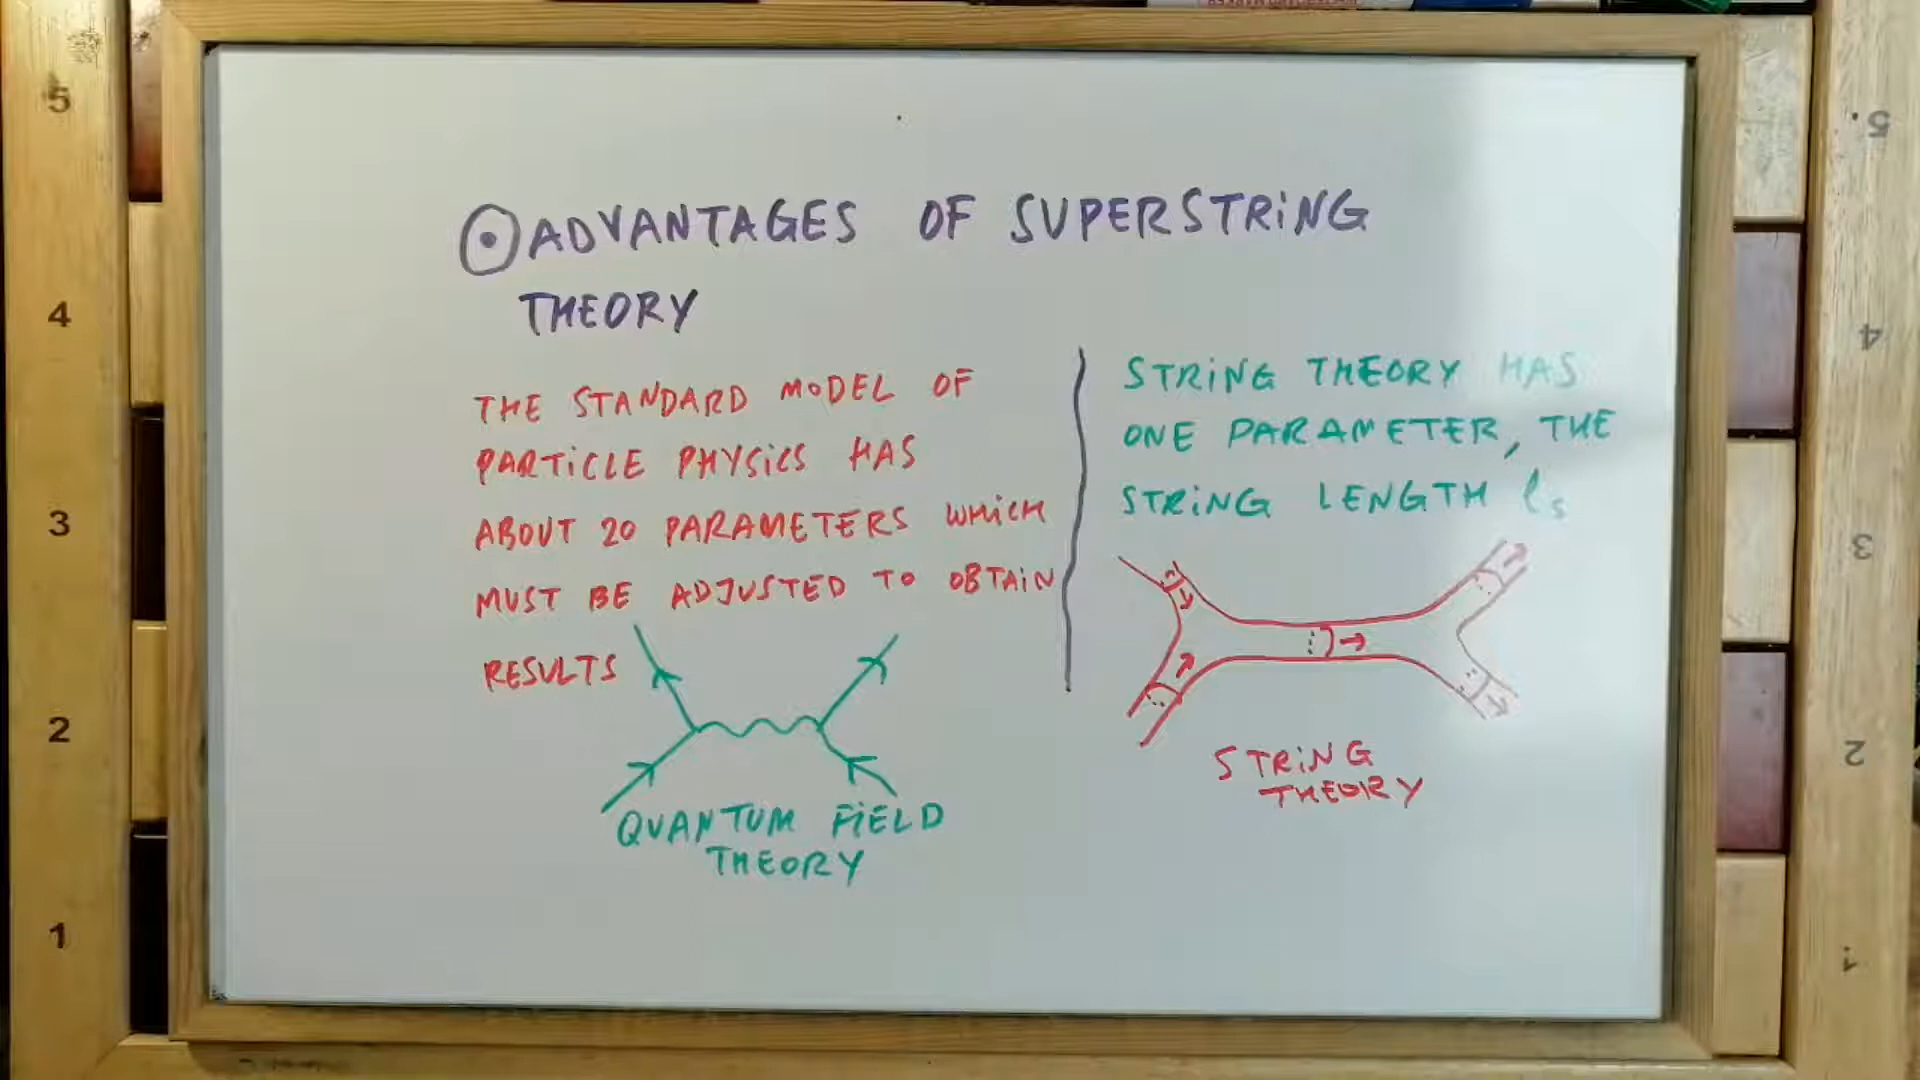 ADVANTAGES OF SUPERSTRING
THEORY
THE STANDARD MODEL OF
PARTICLE PHYSICS HAS
ABOUT 20 PARAMETERS WHICH
MUST BE ADJUSTED TO OBTAIN
RESULTS
QUANTUM FIELD
THEORY
STRING THEORY HAS
ONE PARAMETER, THE
STRING LENGTH ls
STRING
THEORY
5
4
3
2
1
5
4
3
2
1